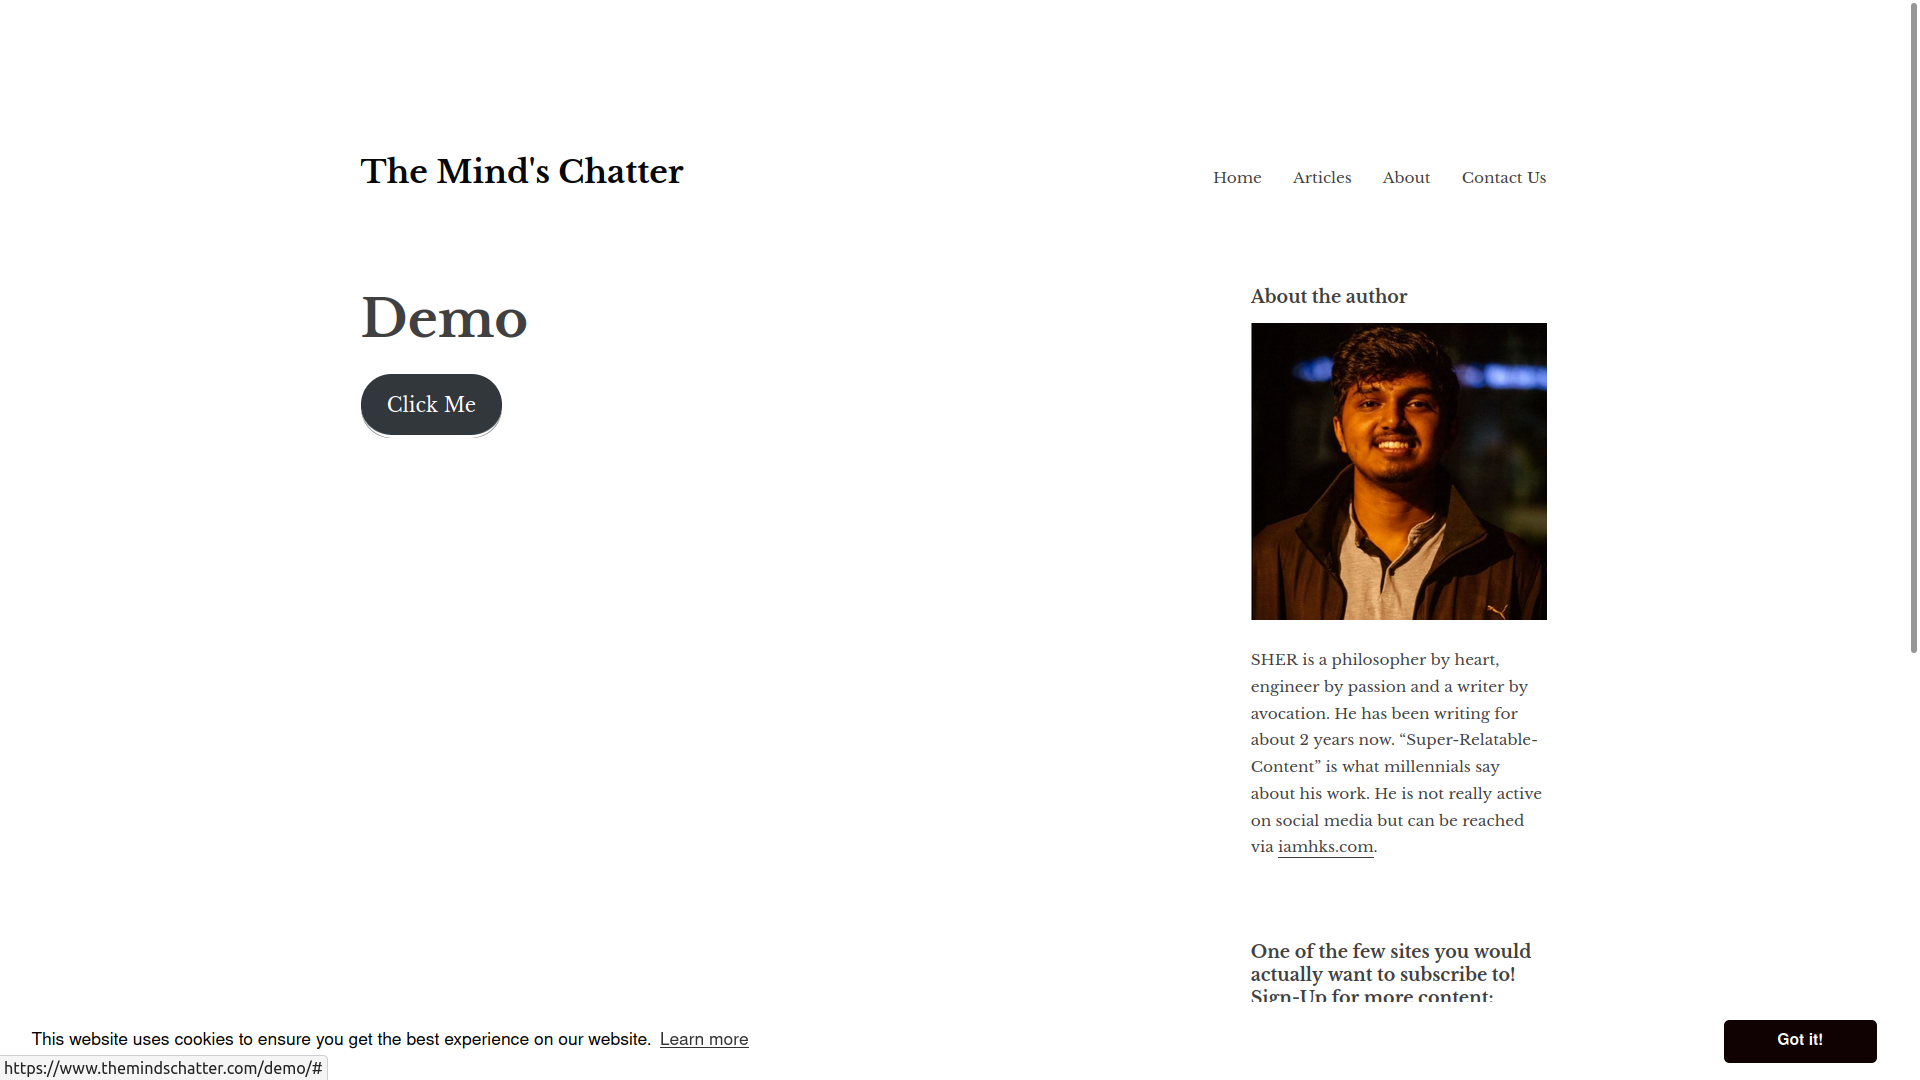 The Mind's Chatter
Home Articles About Contact Us
Demo
Click Me
About the author
SHER is a philosopher by heart,
engineer by passion and a writer by
avocation. He has been writing for
about 2 years now. “Super-Relatable-
Content” is what millennials say
about his work. He is not really active
on social media but can be reached
via iamhks.com.
One of the few sites you would
actually want to subscribe to!
Sign-Up for more content:
This website uses cookies to ensure you get the best experience on our website. Learn more
Got it!
https://www.themindschatter.com/demo/#